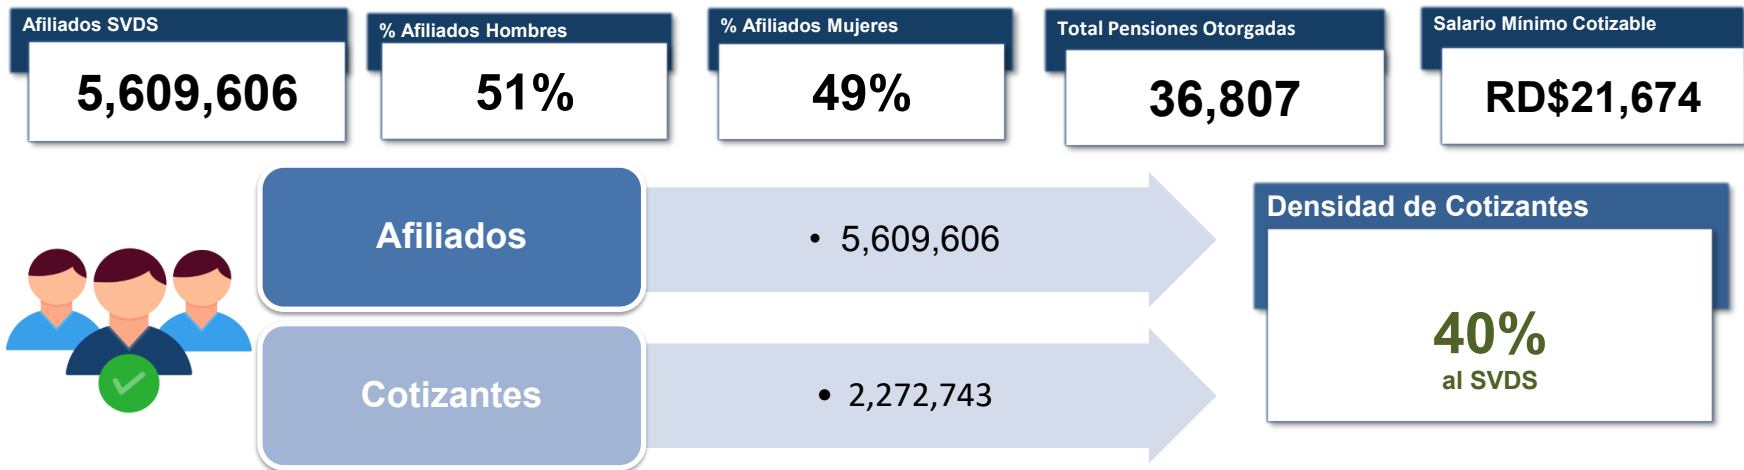 Afiliados SVDS
5,609,606
% Afiliados Hombres
51%
% Afiliados Mujeres
49%
Total Pensiones Otorgadas
36,807
Salario Mínimo Cotizable
RD$21,674
Afiliados
• 5,609,606
Cotizantes
• 2,272,743
Densidad de Cotizantes
40%
al SVDS